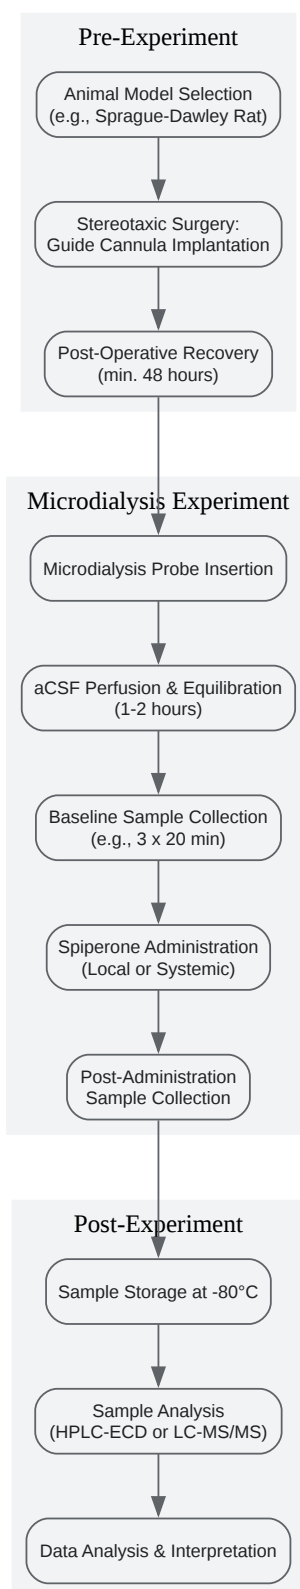 Pre-Experiment
Animal Model Selection
(e.g., Sprague-Dawley Rat)
Stereotaxic Surgery:
Guide Cannula Implantation
Post-Operative Recovery
(min. 48 hours)
Microdialysis Experiment
Microdialysis Probe Insertion
aCSF Perfusion & Equilibration
(1-2 hours)
Baseline Sample Collection
(e.g., 3 x 20 min)
Spiperone Administration
(Local or Systemic)
Post-Administration
Sample Collection
Post-Experiment
Sample Storage at -80°C
Sample Analysis
(HPLC-ECD or LC-MS/MS)
Data Analysis & Interpretation